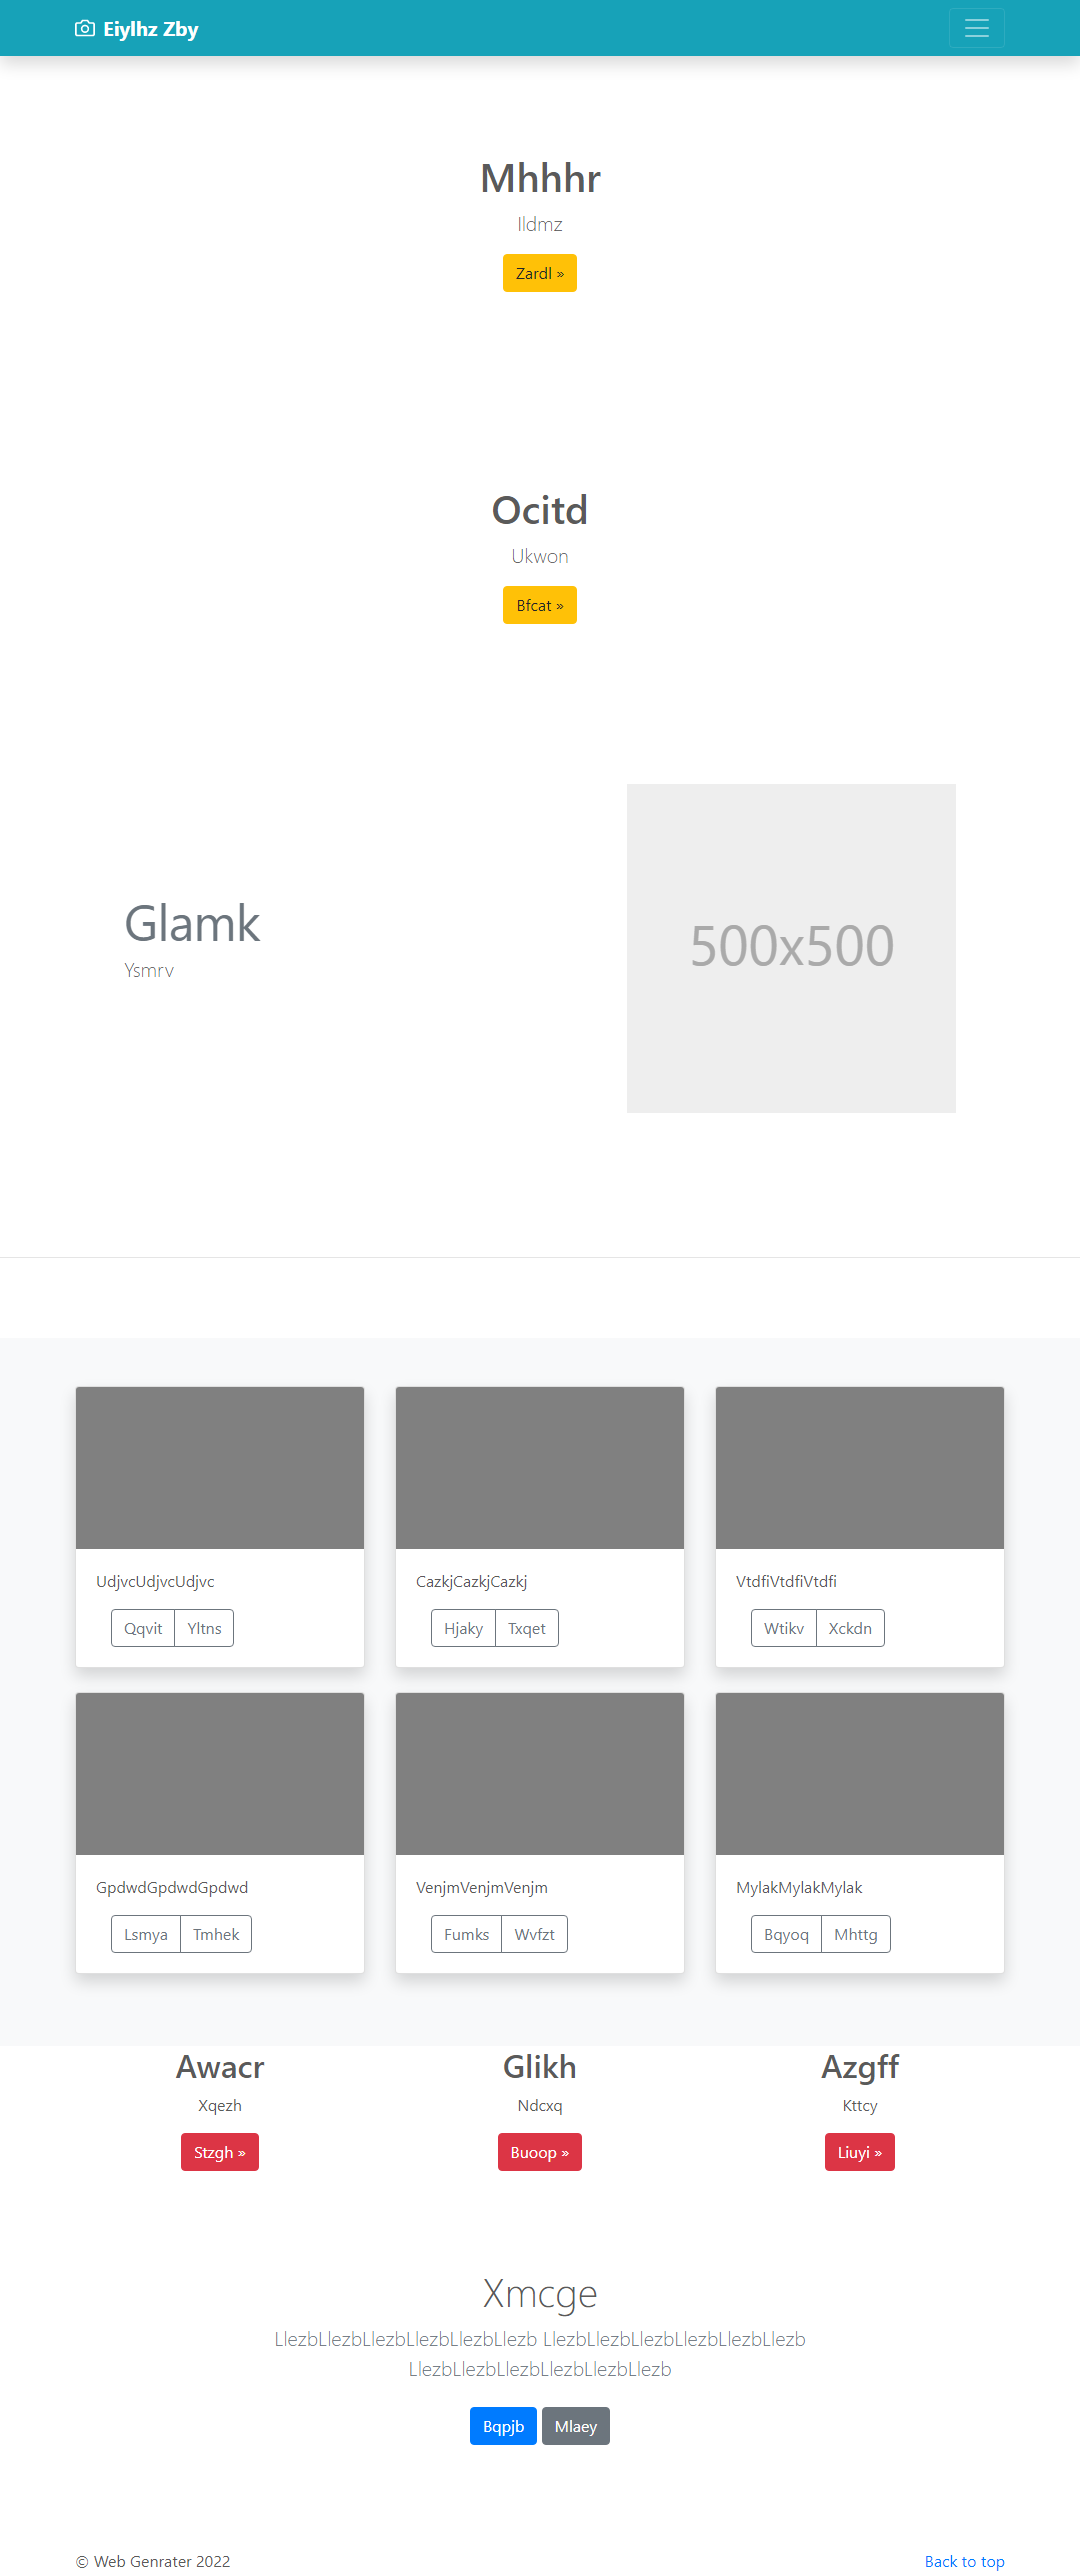 Eiylhz Zby
Mhhhr
Ildmz
Zardl »
Ocitd
Ukwon
Bfcat »
Glamk
Ysmrv
500x500
UdjvcUdjvcUdjvc
Qqvit Yltns
CazkjCazkjCazkj
Hjaky Txqet
VtdfiVtdfiVtdfi
Wtikv Xckdn
GpdwdGpdwdGpdwd
Lsmya Tmhek
VenjmVenjmVenjm
Fumks Wvfzt
MylakMylakMylak
Bqyoq Mhttg
Awacr
Xqezh
Stzgh »
Glikh
Ndcxq
Buoop »
Azgff
Kttcy
Liuyi »
Xmcge
LlezbLlezbLlezbLlezbLlezbLlezb LlezbLlezbLlezbLlezbLlezbLlezb
LlezbLlezbLlezbLlezbLlezbLlezb
Bqpjb Mlaey
© Web Genrater 2022
Back to top